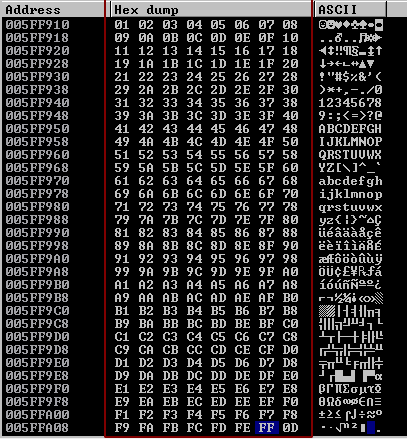 Address Hex dump ASCII
005FF910 01 02 03 04 05 06 07 08 ☺☻♥♦♣♠•◘
005FF918 09 0A 0B 0C 0D 0E 0F 10 ..♂..♫☼►
005FF920 11 12 13 14 15 16 17 18 ◄↕‼¶§▬↨↑
005FF928 19 1A 1B 1C 1D 1E 1F 20 ↓→←∟↔▲▼
005FF930 21 22 23 24 25 26 27 28 !"#$%&'(
005FF938 29 2A 2B 2C 2D 2E 2F 30 )*+,-./0
005FF940 31 32 33 34 35 36 37 38 12345678
005FF948 39 3A 3B 3C 3D 3E 3F 40 9:;<=>?@
005FF950 41 42 43 44 45 46 47 48 ABCDEFGH
005FF958 49 4A 4B 4C 4D 4E 4F 50 IJKLMNOP
005FF960 51 52 53 54 55 56 57 58 QRSTUVWX
005FF968 59 5A 5B 5C 5D 5E 5F 60 YZ[\]^_`
005FF970 61 62 63 64 65 66 67 68 abcdefgh
005FF978 69 6A 6B 6C 6D 6E 6F 70 ijklmnop
005FF980 71 72 73 74 75 76 77 78 qrstuvwx
005FF988 79 7A 7B 7C 7D 7E 7F 80 yz{|}~⌂Ç
005FF990 81 82 83 84 85 86 87 88 üéâäàåçê
005FF998 89 8A 8B 8C 8D 8E 8F 90 ëèïîìÄÅÉ
005FF9A0 91 92 93 94 95 96 97 98 æÆôöòûùÿ
005FF9A8 99 9A 9B 9C 9D 9E 9F A0 ÖÜ¢£¥₧ƒá
005FF9B0 A1 A2 A3 A4 A5 A6 A7 A8 íóúñѪº¿
005FF9B8 A9 AA AB AC AD AE AF B0 ⌐¬½¼¡«»░
005FF9C0 B1 B2 B3 B4 B5 B6 B7 B8 ▒▓│┤╡╢╖╕
005FF9C8 B9 BA BB BC BD BE BF C0 ╣║╗╝╜╛┐└
005FF9D0 C1 C2 C3 C4 C5 C6 C7 C8 ┴┬├─┼╞╟╚
005FF9D8 C9 CA CB CC CD CE CF D0 ╔╩╦╠═╬╧╨
005FF9E0 D1 D2 D3 D4 D5 D6 D7 D8 ╤╥╙╘╒╓╫╪
005FF9E8 D9 DA DB DC DD DE DF E0 ┘┌█▄▌▐▀α
005FF9F0 E1 E2 E3 E4 E5 E6 E7 E8 ßΓπΣσµτΦ
005FF9F8 E9 EA EB EC ED EE EF F0 ΘΩδ∞φε∩≡
005FFA00 F1 F2 F3 F4 F5 F6 F7 F8 ±≥≤⌠⌡÷≈°
005FFA08 F9 FA FB FC FD FE FF 0D ∙·√ⁿ²■ .